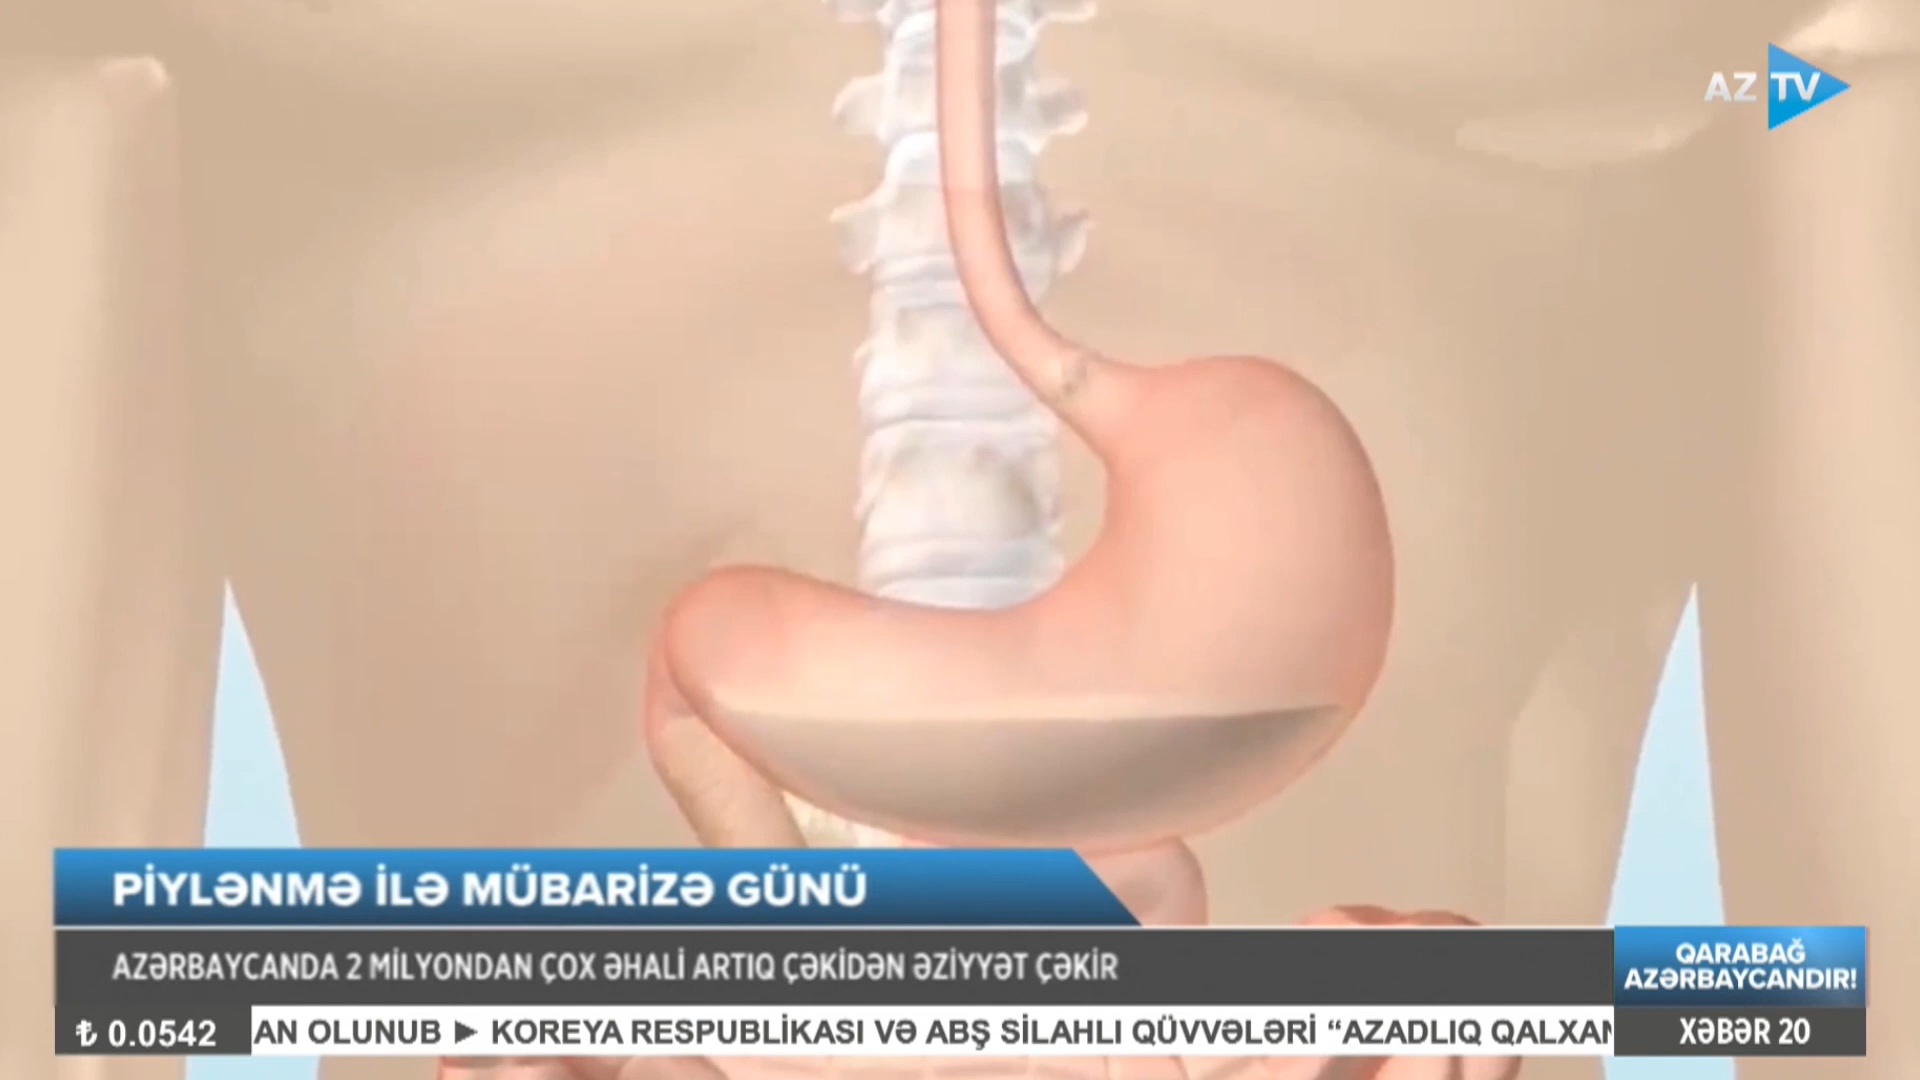 AZ TV
PİYLƏNMƏ İLƏ MÜBARİZƏ GÜNÜ
AZƏRBAYCANDA 2 MİLYONDAN ÇOX ƏHALİ ARTIQ ÇƏKİDƏN ƏZİYYƏT ÇƏKİR
QARABAĞ
AZƏRBAYCANDIR!
₺ 0.0542
AN OLUNUB ► KOREYA RESPUBLİKASI VƏ ABŞ SİLAHLI QÜVVƏLƏRİ “AZADLIQ QALXAN
XƏBƏR 20